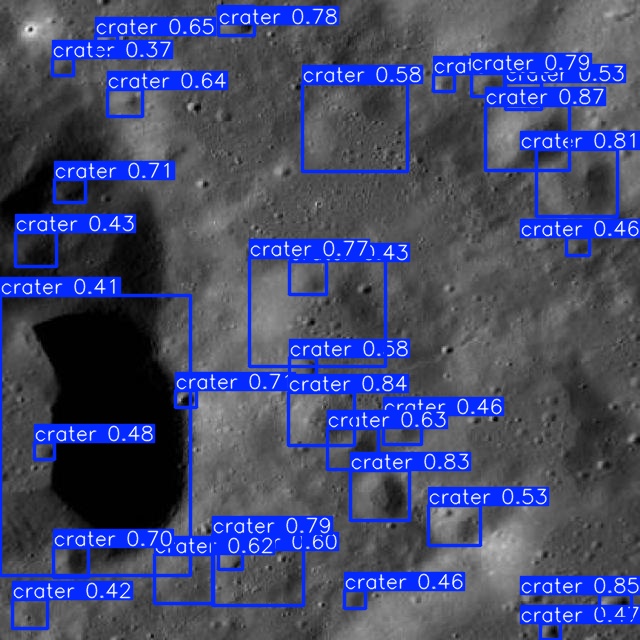 crater 0.78
crater 0.65
crater 0.37
crater 0.64
crater 0.58
crater 0.79
0.53
crater 0.87
crater 0.81
crater 0.71
crater 0.43
crater 0.46
crater 0.77
crater 0.41
crater 0.58
crater 0.84
crater 0.46
crater 0.63
crater 0.48
crater 0.83
crater 0.53
crater 0.79
crater 0.70
crater 0.62
0.60
crater 0.46
crater 0.42
crater 0.85
crater 0.47